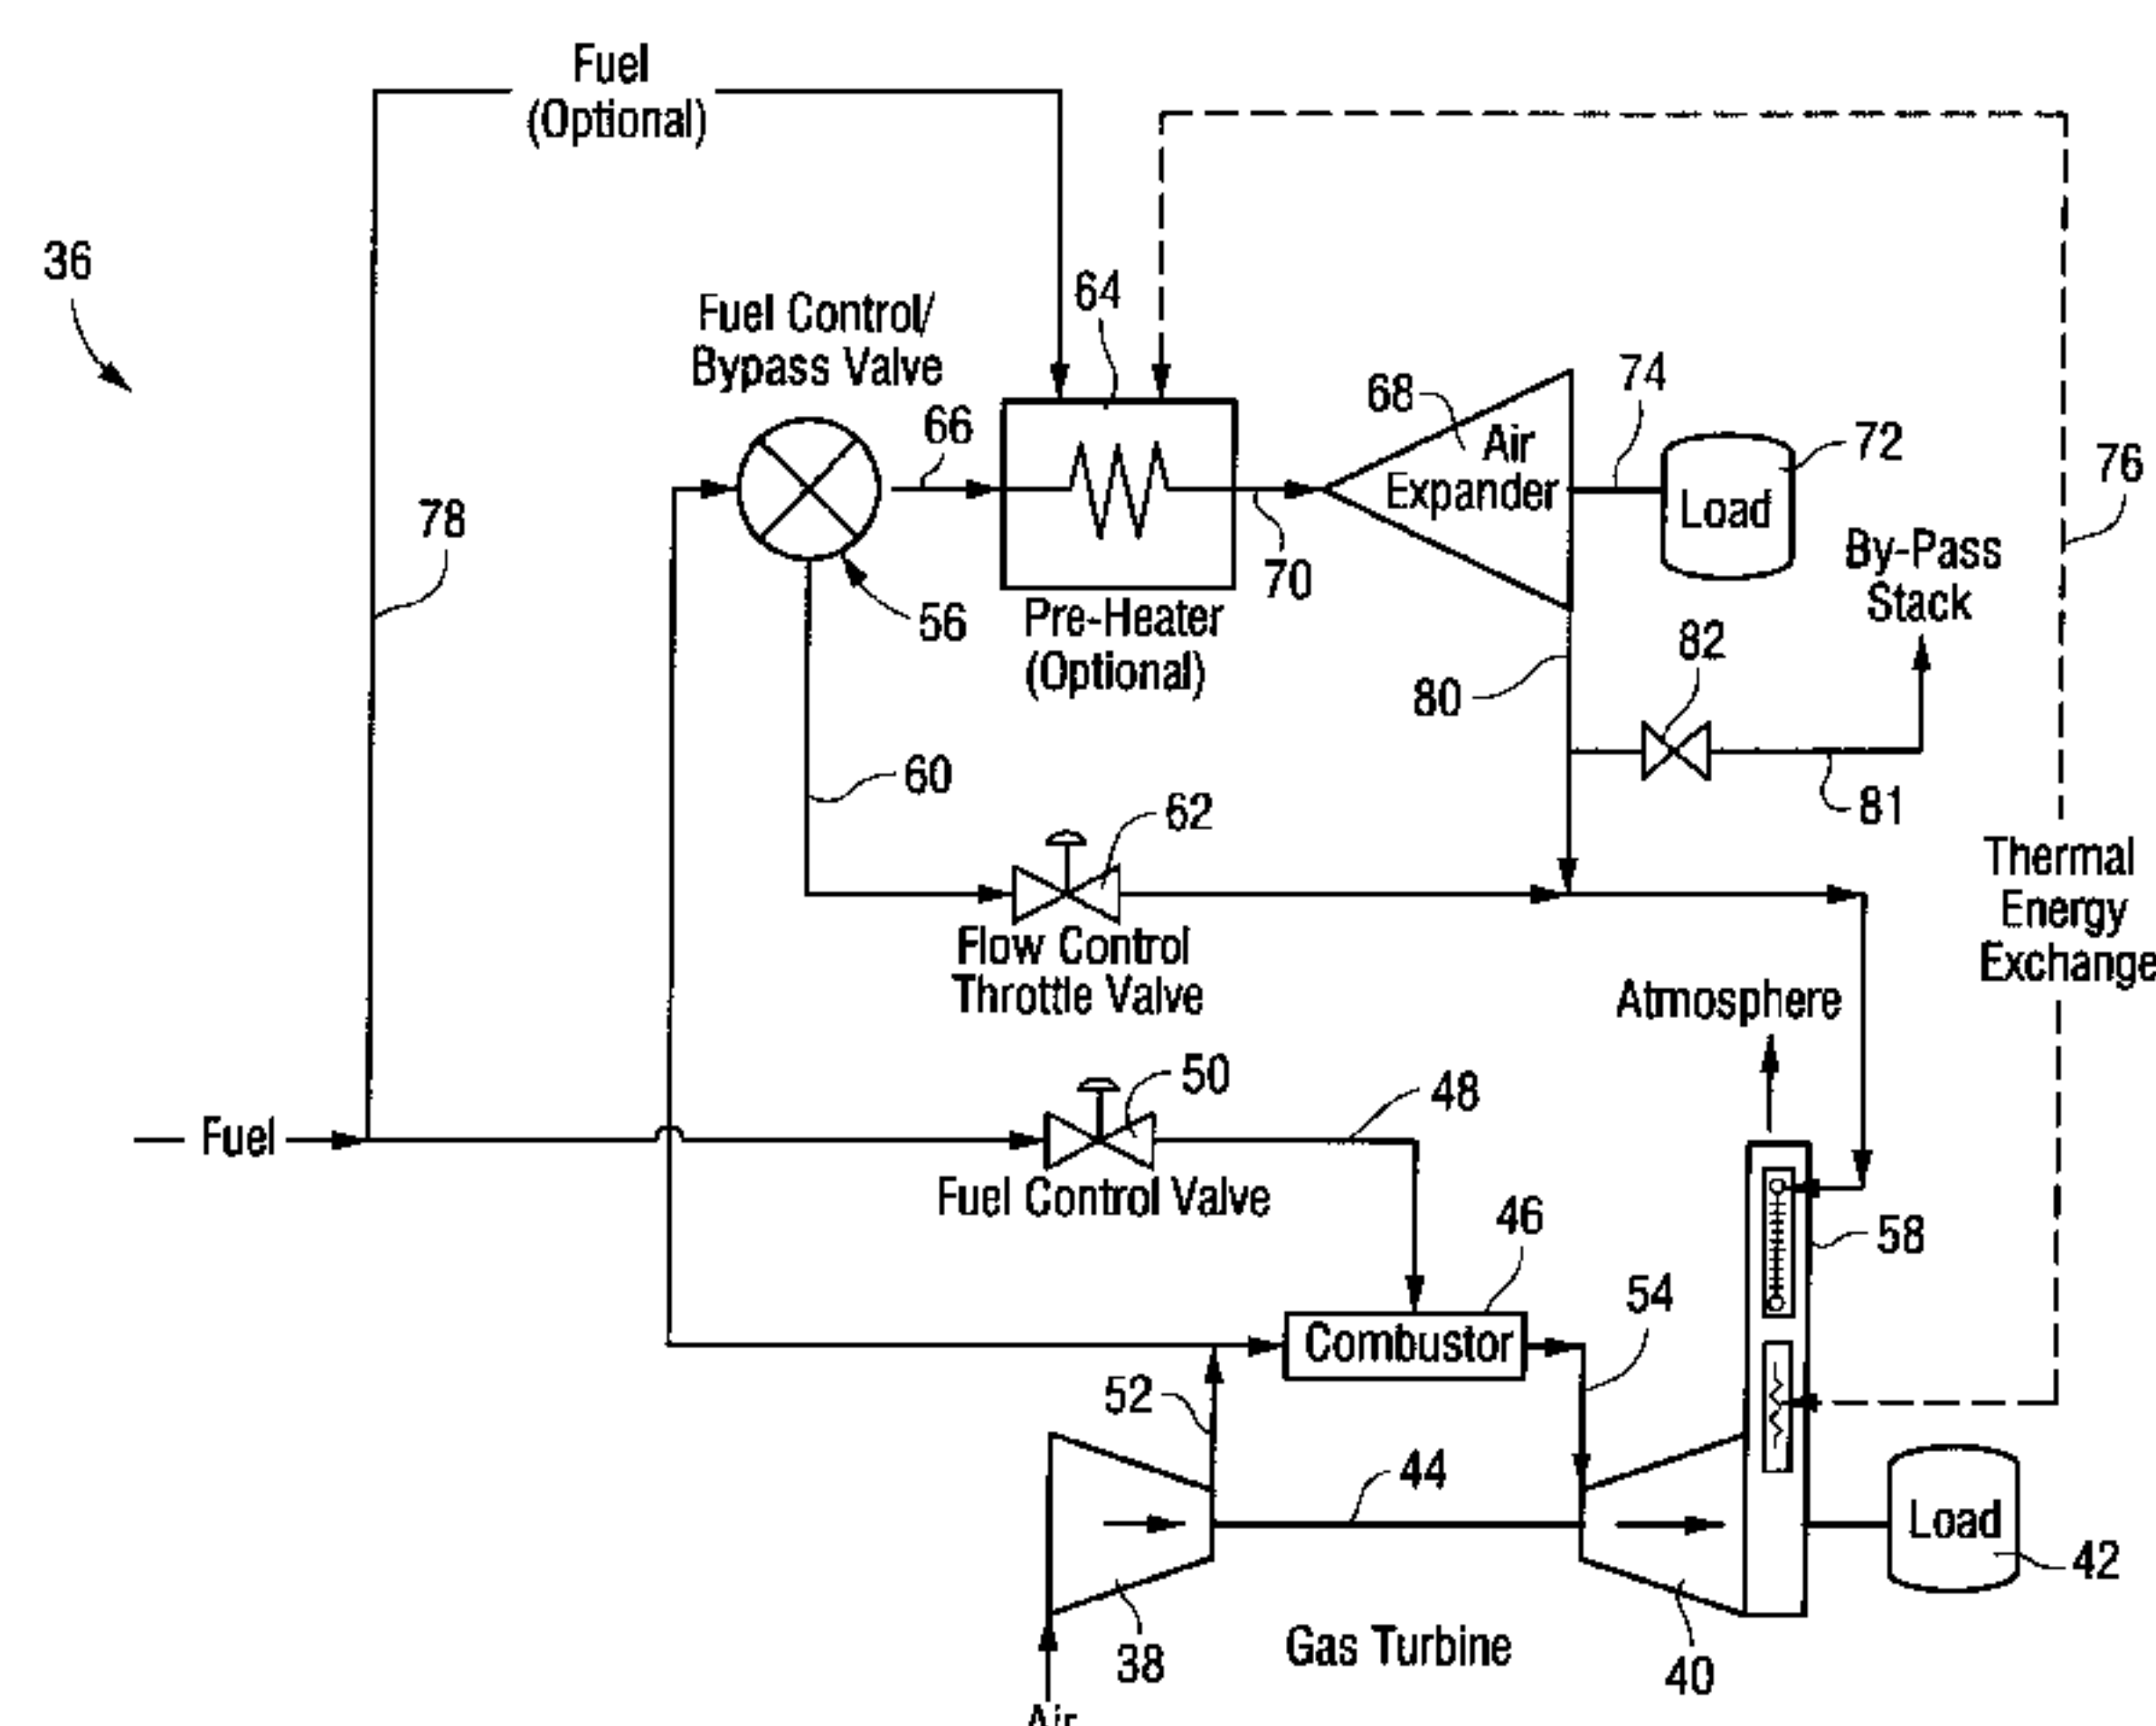 Fuel
(Optional)
36
64
Fuel Control/
Bypass Valve
74
68
Air
Expander
66
72
Load
76
78
By-Pass
Stack
70
56
Pre-Heater
(Optional)
82
80
60
62
81
Thermal
Energy
Exchange
Flow Control
Throttle Valve
Atmosphere
50
48
Fuel
Fuel Control Valve
46
58
54
Combustor
52
44
Load
42
38
Gas Turbine
40
Air